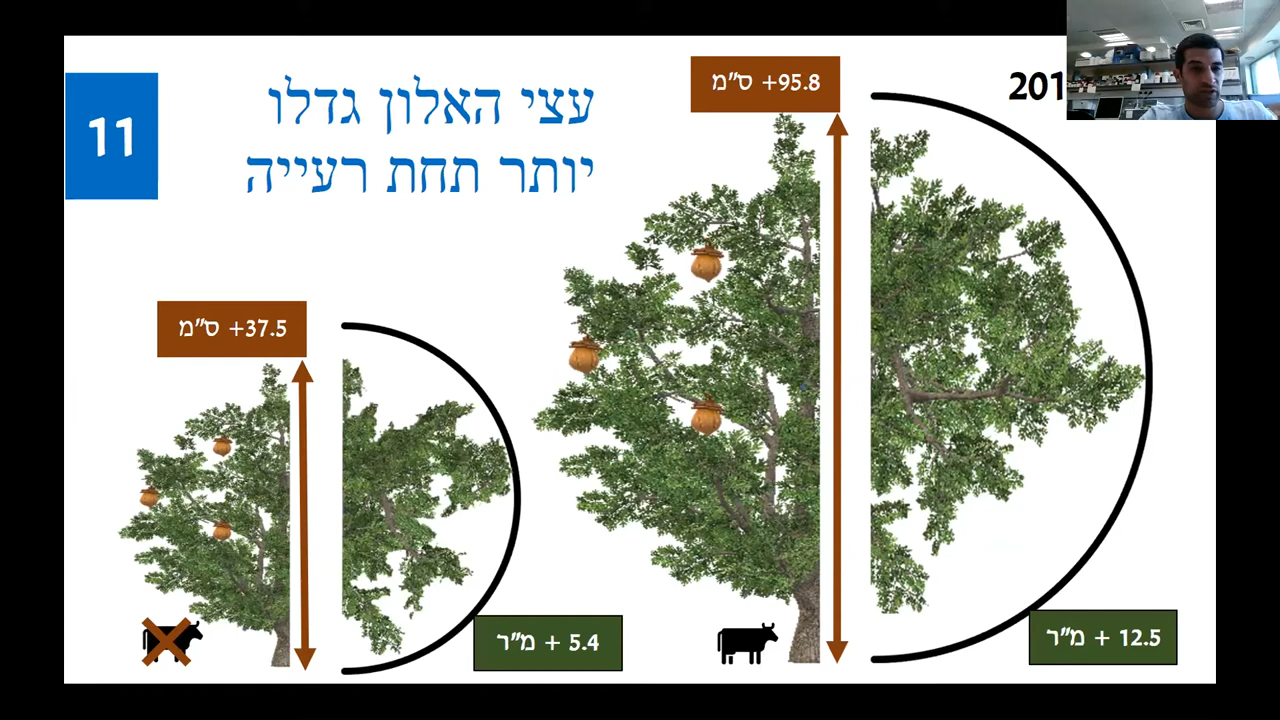 עצי האלון גדלו
יותר תחת רעייה
11
201
+95.8 ס"מ
+37.5 ס"מ
12.5 + מ"ר
5.4 + מ"ר